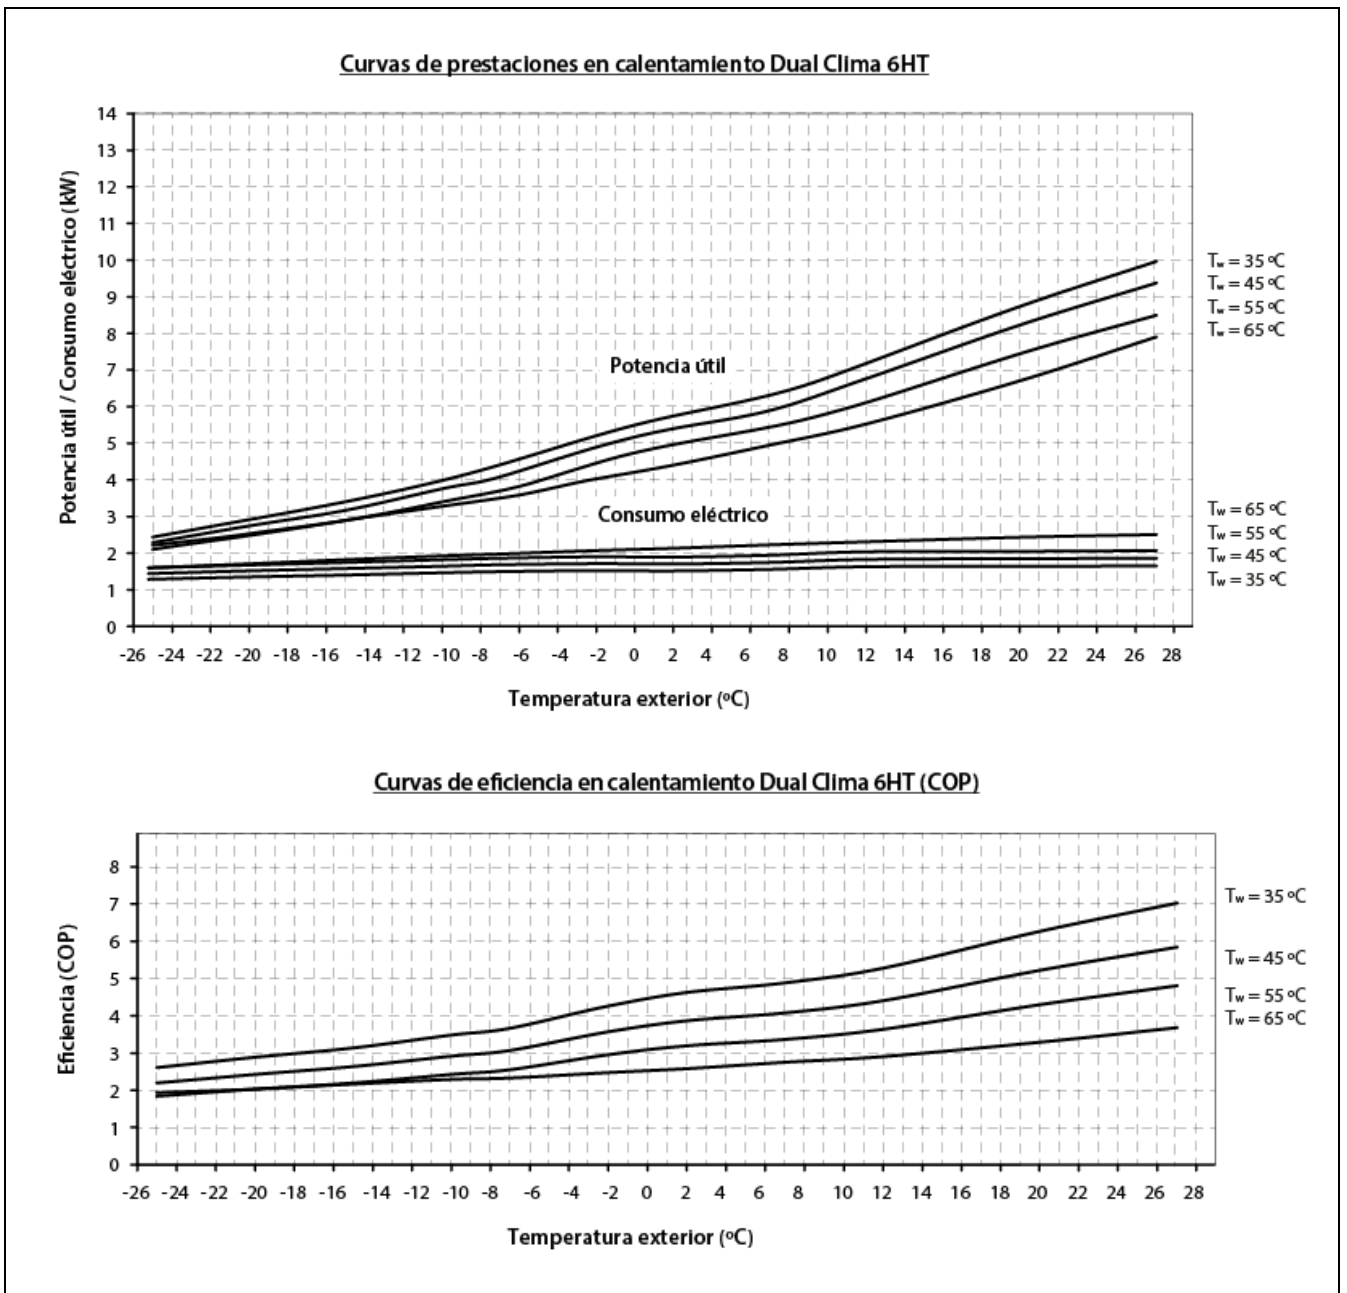 Curvas de prestaciones en calentamiento Dual Clima 6HT
Potencia útil / Consumo eléctrico (kW)
14
13
12
11
10
9
8
7
6
5
4
3
2
1
0
Potencia útil
Consumo eléctrico
Tw = 35 ºC
Tw = 45 ºC
Tw = 55 ºC
Tw = 65 ºC
Tw = 65 ºC
Tw = 55 ºC
Tw = 45 ºC
Tw = 35 ºC
-26 -24 -22 -20 -18 -16 -14 -12 -10 -8 -6 -4 -2 0 2 4 6 8 10 12 14 16 18 20 22 24 26 28
Temperatura exterior (ºC)
Curvas de eficiencia en calentamiento Dual Clima 6HT (COP)
Eficiencia (COP)
8
7
6
5
4
3
2
1
0
Tw = 35 ºC
Tw = 45 ºC
Tw = 55 ºC
Tw = 65 ºC
-26 -24 -22 -20 -18 -16 -14 -12 -10 -8 -6 -4 -2 0 2 4 6 8 10 12 14 16 18 20 22 24 26 28
Temperatura exterior (ºC)